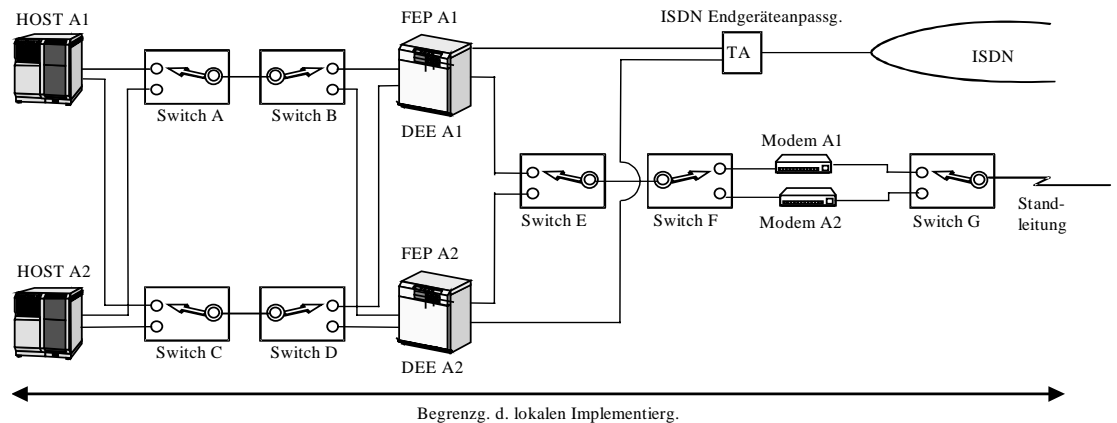 HOST A1
FEP A1
ISDN Endgeräteanpassg.
TA
ISDN
Switch A
Switch B
DEE A1
Modem A1
Switch E
Switch F
Modem A2
Switch G
Stand-
leitung
HOST A2
FEP A2
Switch C
Switch D
DEE A2
Begrenzg. d. lokalen Implementierg.